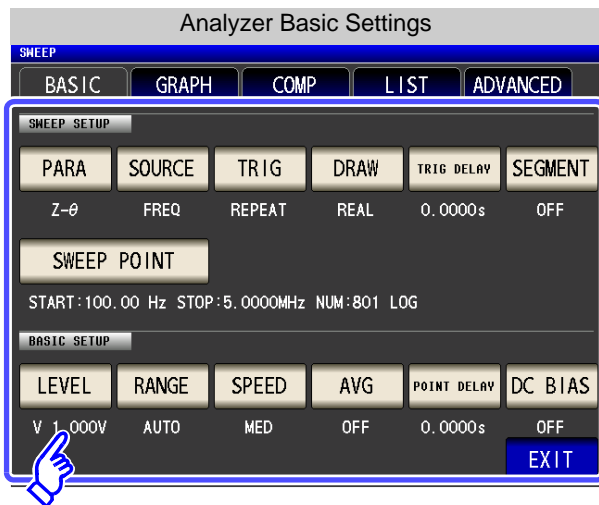 Analyzer Basic Settings
SWEEP
BASIC GRAPH COMP LIST ADVANCED
SWEEP SETUP
PARA SOURCE TRIG DRAW TRIG DELAY SEGMENT
Z-θ FREQ REPEAT REAL 0.0000s OFF
SWEEP POINT
START:100.00 Hz STOP:5.0000MHz NUM:801 LOG
BASIC SETUP
LEVEL RANGE SPEED AVG POINT DELAY DC BIAS
V 1.000V AUTO MED OFF 0.0000s OFF
EXIT